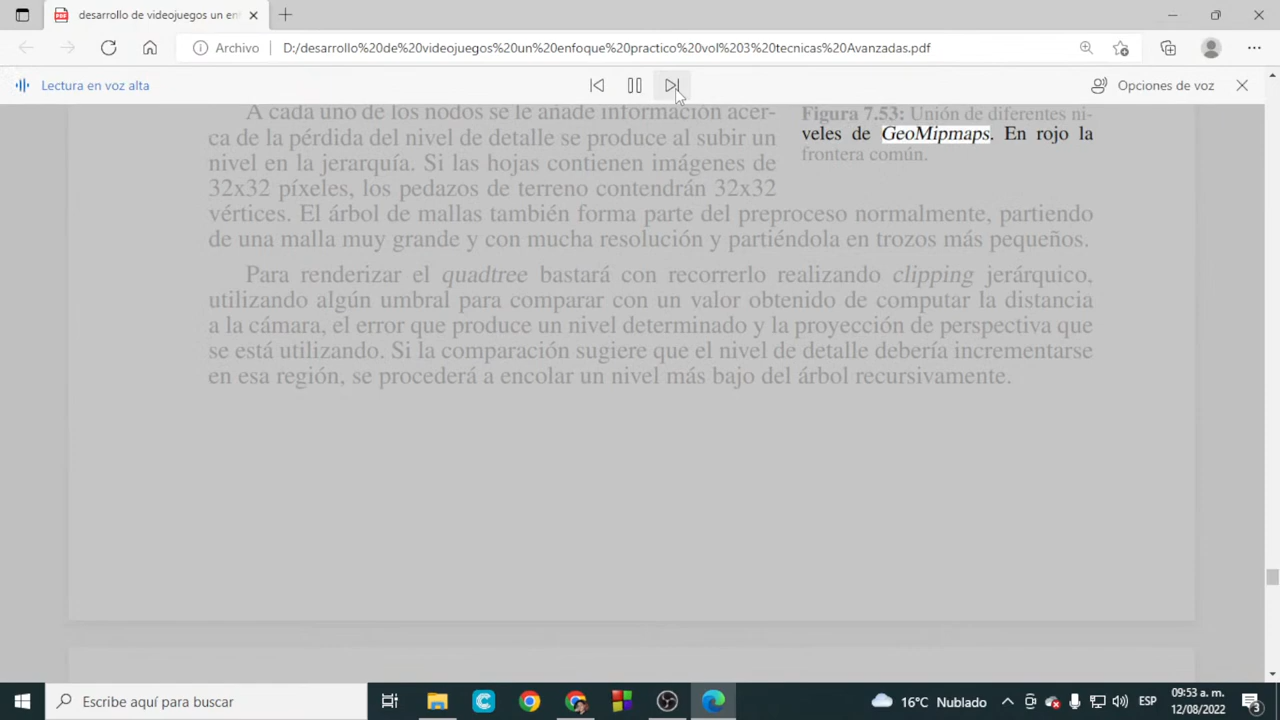 desarrollo de videojuegos un en
Archivo
D:/desarrollo%20de%20videojuegos%20un%20enfoque%20practico%20vol%203%20tecnicas%20Avanzadas.pdf
Lectura en voz alta
Opciones de voz
A cada uno de los nodos se le añade información acer-
ca de la pérdida del nivel de detalle se produce al subir un
nivel en la jerarquía. Si las hojas contienen imágenes de
32x32 píxeles, los pedazos de terreno contendrán 32x32
vértices. El árbol de mallas también forma parte del preproceso normalmente, partiendo
de una malla muy grande y con mucha resolución y partiéndola en trozos más pequeños.
Figura 7.53: Unión de diferentes ni-
veles de GeoMipmaps. En rojo la
frontera común.
Para renderizar el quadtree bastará con recorrerlo realizando clipping jerárquico,
utilizando algún umbral para comparar con un valor obtenido de computar la distancia
a la cámara, el error que produce un nivel determinado y la proyección de perspectiva que
se está utilizando. Si la comparación sugiere que el nivel de detalle debería incrementarse
en esa región, se procederá a encolar un nivel más bajo del árbol recursivamente.
Escribe aquí para buscar
16°C Nublado
ESP
09:53 a. m.
12/08/2022
3